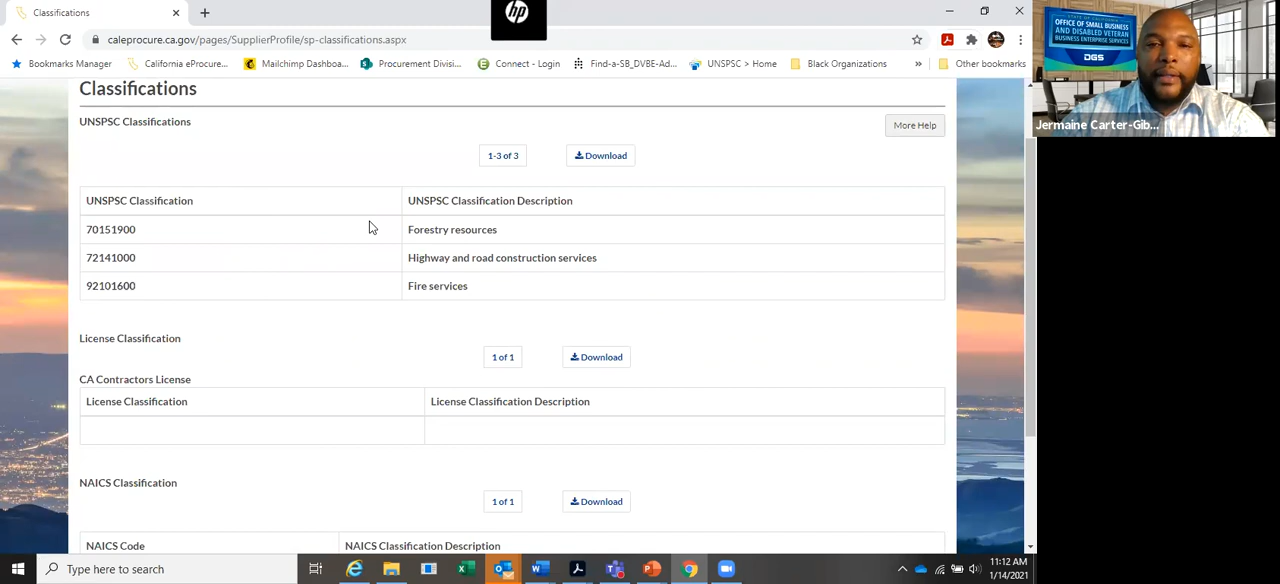 Classifications
caleprocure.ca.gov/pages/SupplierProfile/sp-classification.aspx
Bookmarks Manager
California eProcure...
Mailchimp Dashboa...
Procurement Divisi...
Connect - Login
Find-a-SB_DVBE-Ad...
UNSPSC > Home
Black Organizations
»
Other bookmarks
hp
STATE OF CALIFORNIA
OFFICE OF SMALL BUSINESS
AND DISABLED VETERAN
BUSINESS ENTERPRISE SERVICES
DGS
Jermaine Carter-Gib...
Classifications
UNSPSC Classifications
More Help
1-3 of 3
Download
UNSPSC Classification UNSPSC Classification Description
70151900 Forestry resources
72141000 Highway and road construction services
92101600 Fire services
License Classification
1 of 1
Download
CA Contractors License
License Classification License Classification Description
NAICS Classification
1 of 1
Download
NAICS Code NAICS Classification Description
Type here to search
11:12 AM
1/14/2021